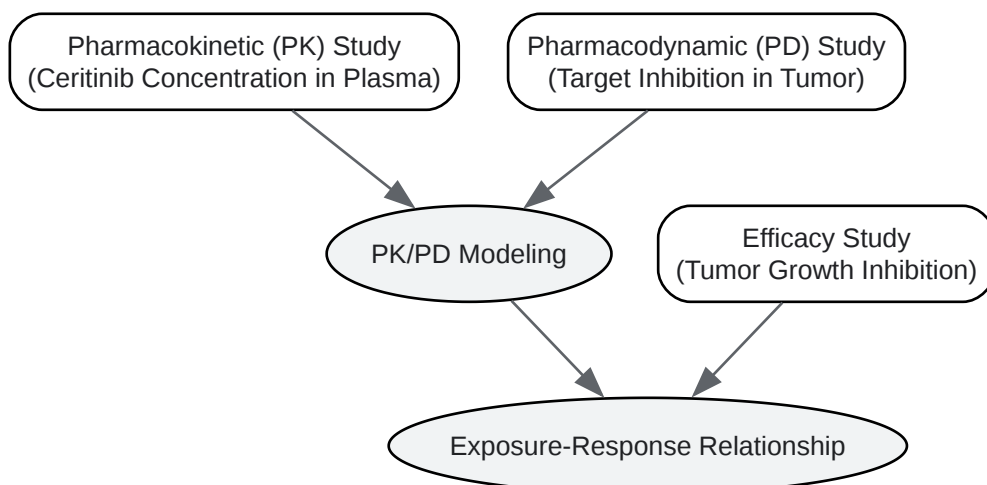 Pharmacokinetic (PK) Study
(Ceritinib Concentration in Plasma)
Pharmacodynamic (PD) Study
(Target Inhibition in Tumor)
PK/PD Modeling
Efficacy Study
(Tumor Growth Inhibition)
Exposure-Response Relationship